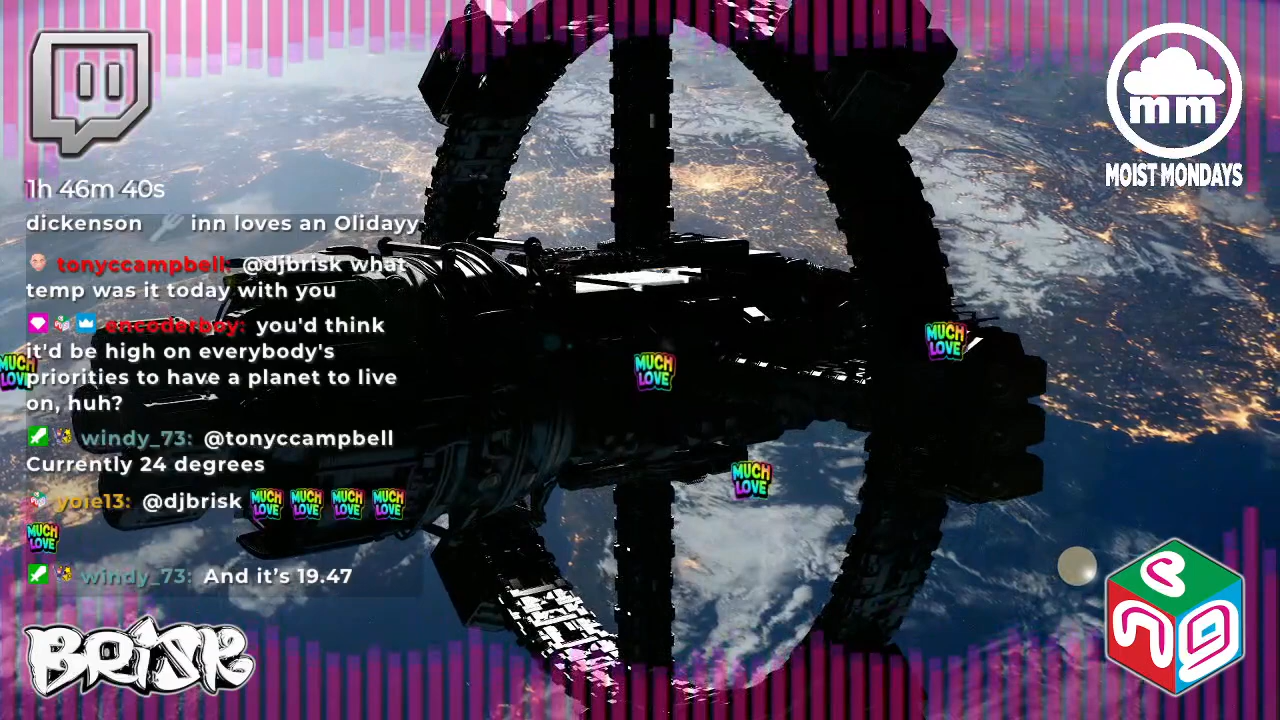 mm
MOIST MONDAYS
1h 46m 40s
dickenson inn loves an Olidayy
tonyccampbell: @djbrisk what
temp was it today with you
encoderboy: you'd think
it'd be high on everybody's
priorities to have a planet to live
on, huh?
windy_73: @tonyccampbell
Currently 24 degrees
yoie13: @djbrisk MUCH LOVE MUCH LOVE MUCH LOVE MUCH LOVE
MUCH LOVE
windy_73: And it’s 19.47
MUCH
LOVE
MUCH
LOVE
MUCH
LOVE
MUCH
LOVE
BRISK